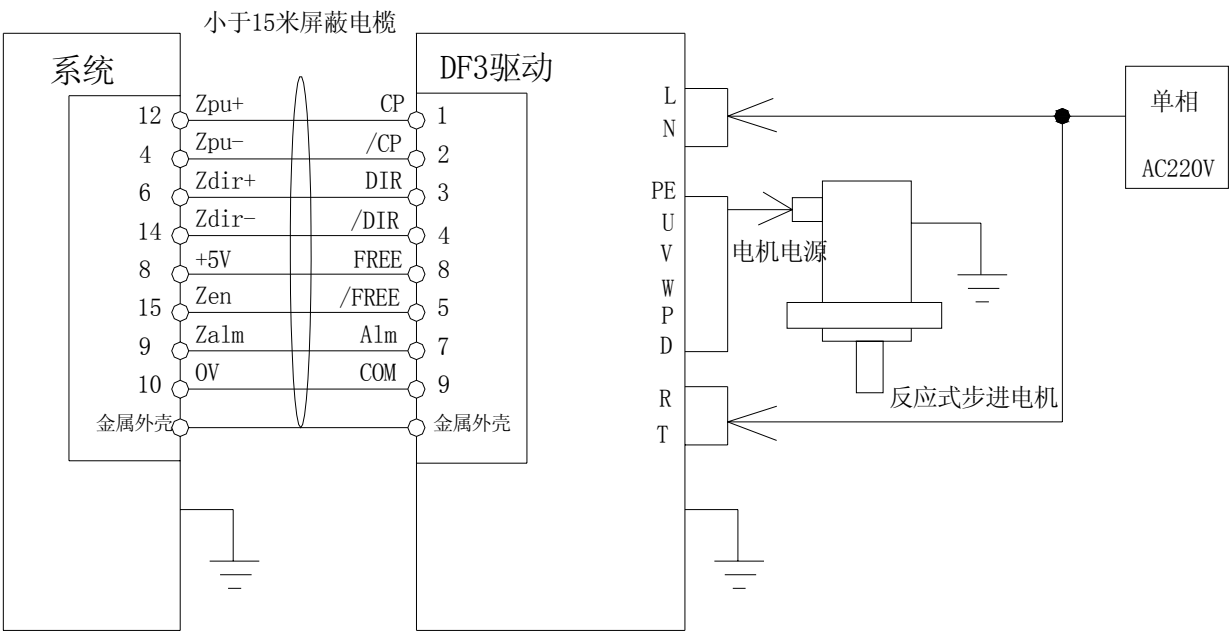 小于15米屏蔽电榄
系统
DF3驱动
12 Zpu+ CP 1
4 Zpu- /CP 2
6 Zdir+ DIR 3
14 Zdir- /DIR 4
8 +5V FREE 8
15 Zen /FREE 5
9 Zalm Alm 7
10 0V COM 9
金属外壳 金属外壳
L
N
PE
U
V
W
P
D
R
T
电机电源
反应式步进电机
单相
AC220V